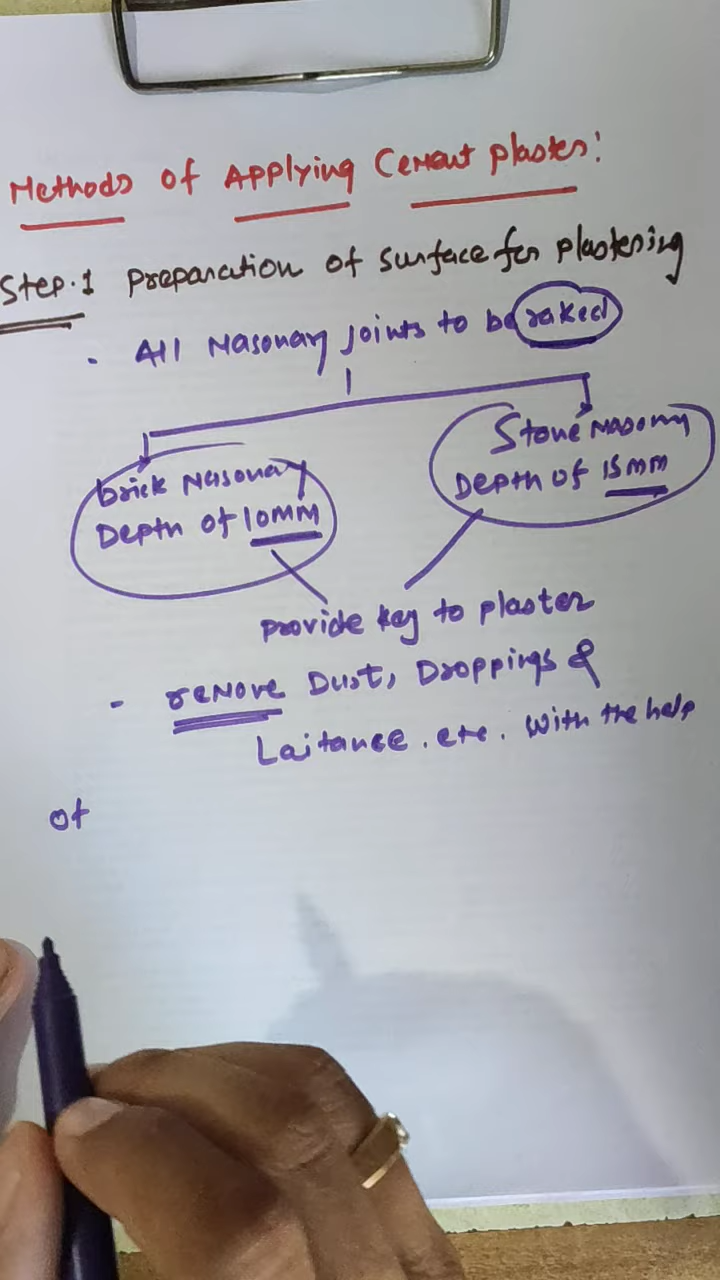 Methods of Applying Cement plaster:
Step.1 preparation of surface for plastering
- All Masonary joints to be raked
Stone Masonry
Depth of 15MM
brick Masonary
Depth of 10MM
provide key to plaster
- remove Dust, Droppings &
Laitance. etc. with the help
of